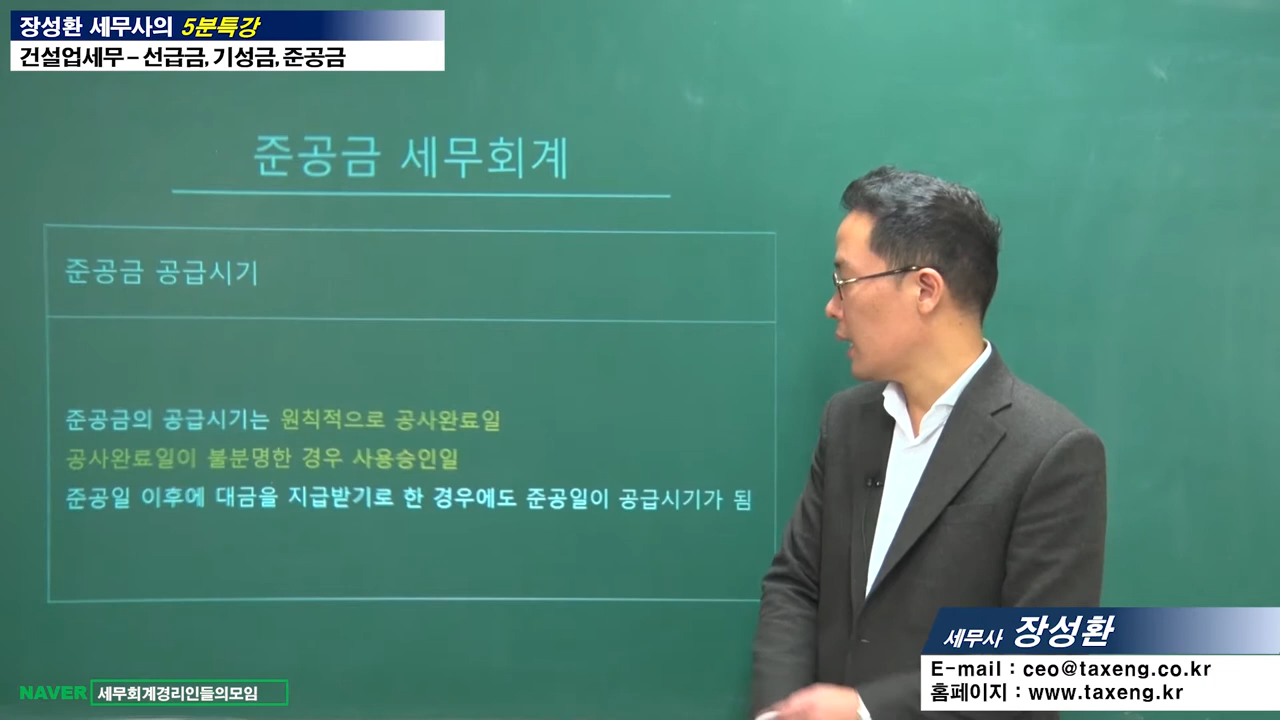 장성환 세무사의 5분특강
건설업세무 – 선급금, 기성금, 준공금
준공금 세무회계
준공금 공급시기
준공금의 공급시기는 원칙적으로 공사완료일
공사완료일이 불분명한 경우 사용승인일
준공일 이후에 대금을 지급받기로 한 경우에도 준공일이 공급시기가 됨
세무사 장성환
E-mail : ceo@taxeng.co.kr
홈페이지 : www.taxeng.kr
NAVER 세무회계경리인들의모임